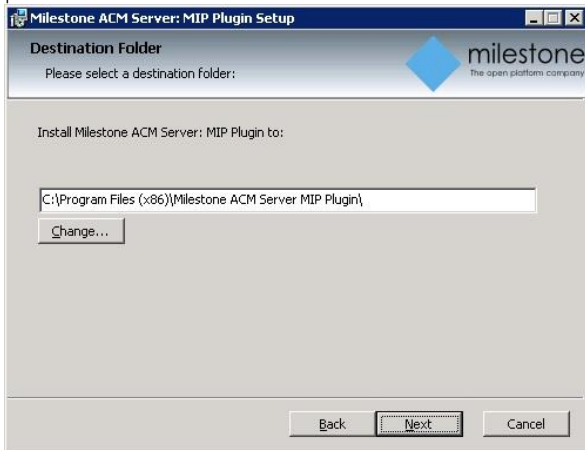 Milestone ACM Server: MIP Plugin Setup
Destination Folder
Please select a destination folder:
milestone
The open platform company
Install Milestone ACM Server: MIP Plugin to:
C:\Program Files (x86)\Milestone ACM Server MIP Plugin\
Change...
Back Next Cancel